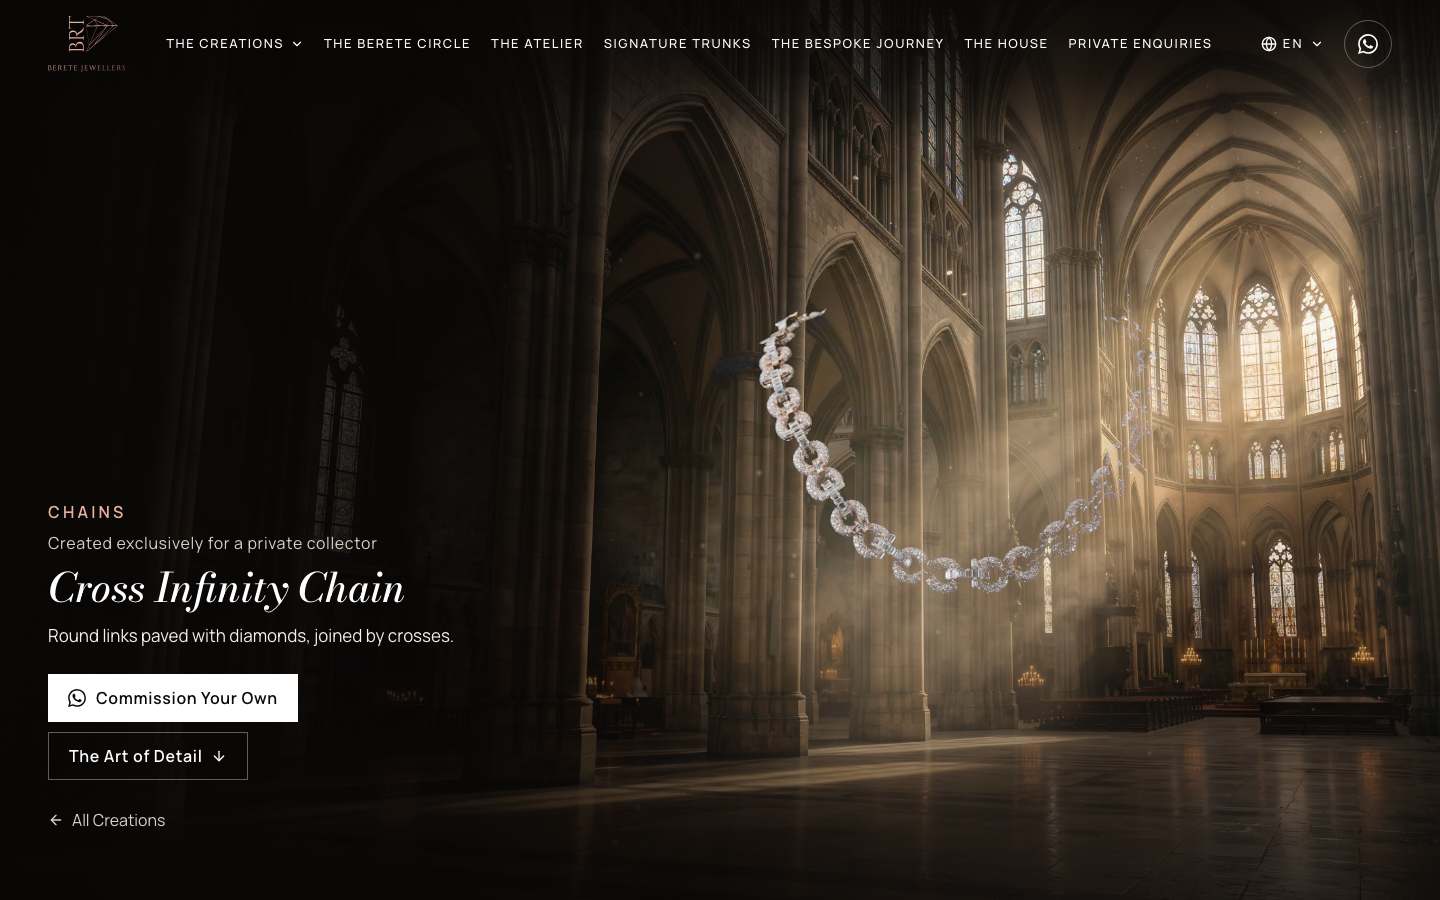 BRT
BERETE JEWELLERS
THE CREATIONS
THE BERETE CIRCLE
THE ATELIER
SIGNATURE TRUNKS
THE BESPOKE JOURNEY
THE HOUSE
PRIVATE ENQUIRIES
EN
CHAINS
Created exclusively for a private collector
Cross Infinity Chain
Round links paved with diamonds, joined by crosses.
Commission Your Own
The Art of Detail
All Creations